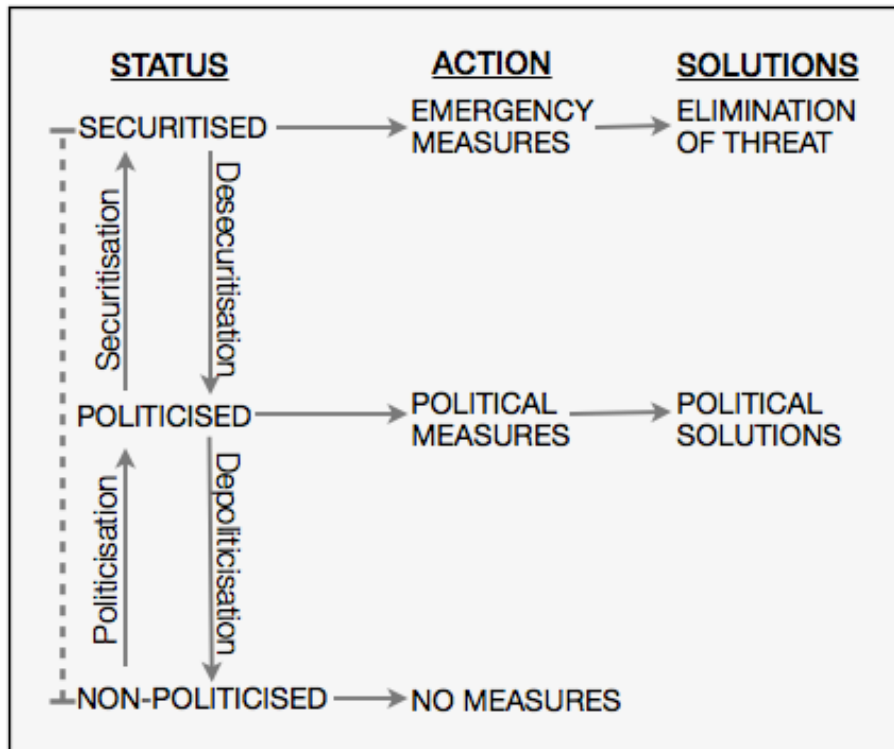 STATUS
ACTION
SOLUTIONS
SECURITISED
EMERGENCY
MEASURES
ELIMINATION
OF THREAT
Securitisation
Desecuritisation
POLITICISED
POLITICAL
MEASURES
POLITICAL
SOLUTIONS
Politicisation
Depoliticisation
NON-POLITICISED
NO MEASURES